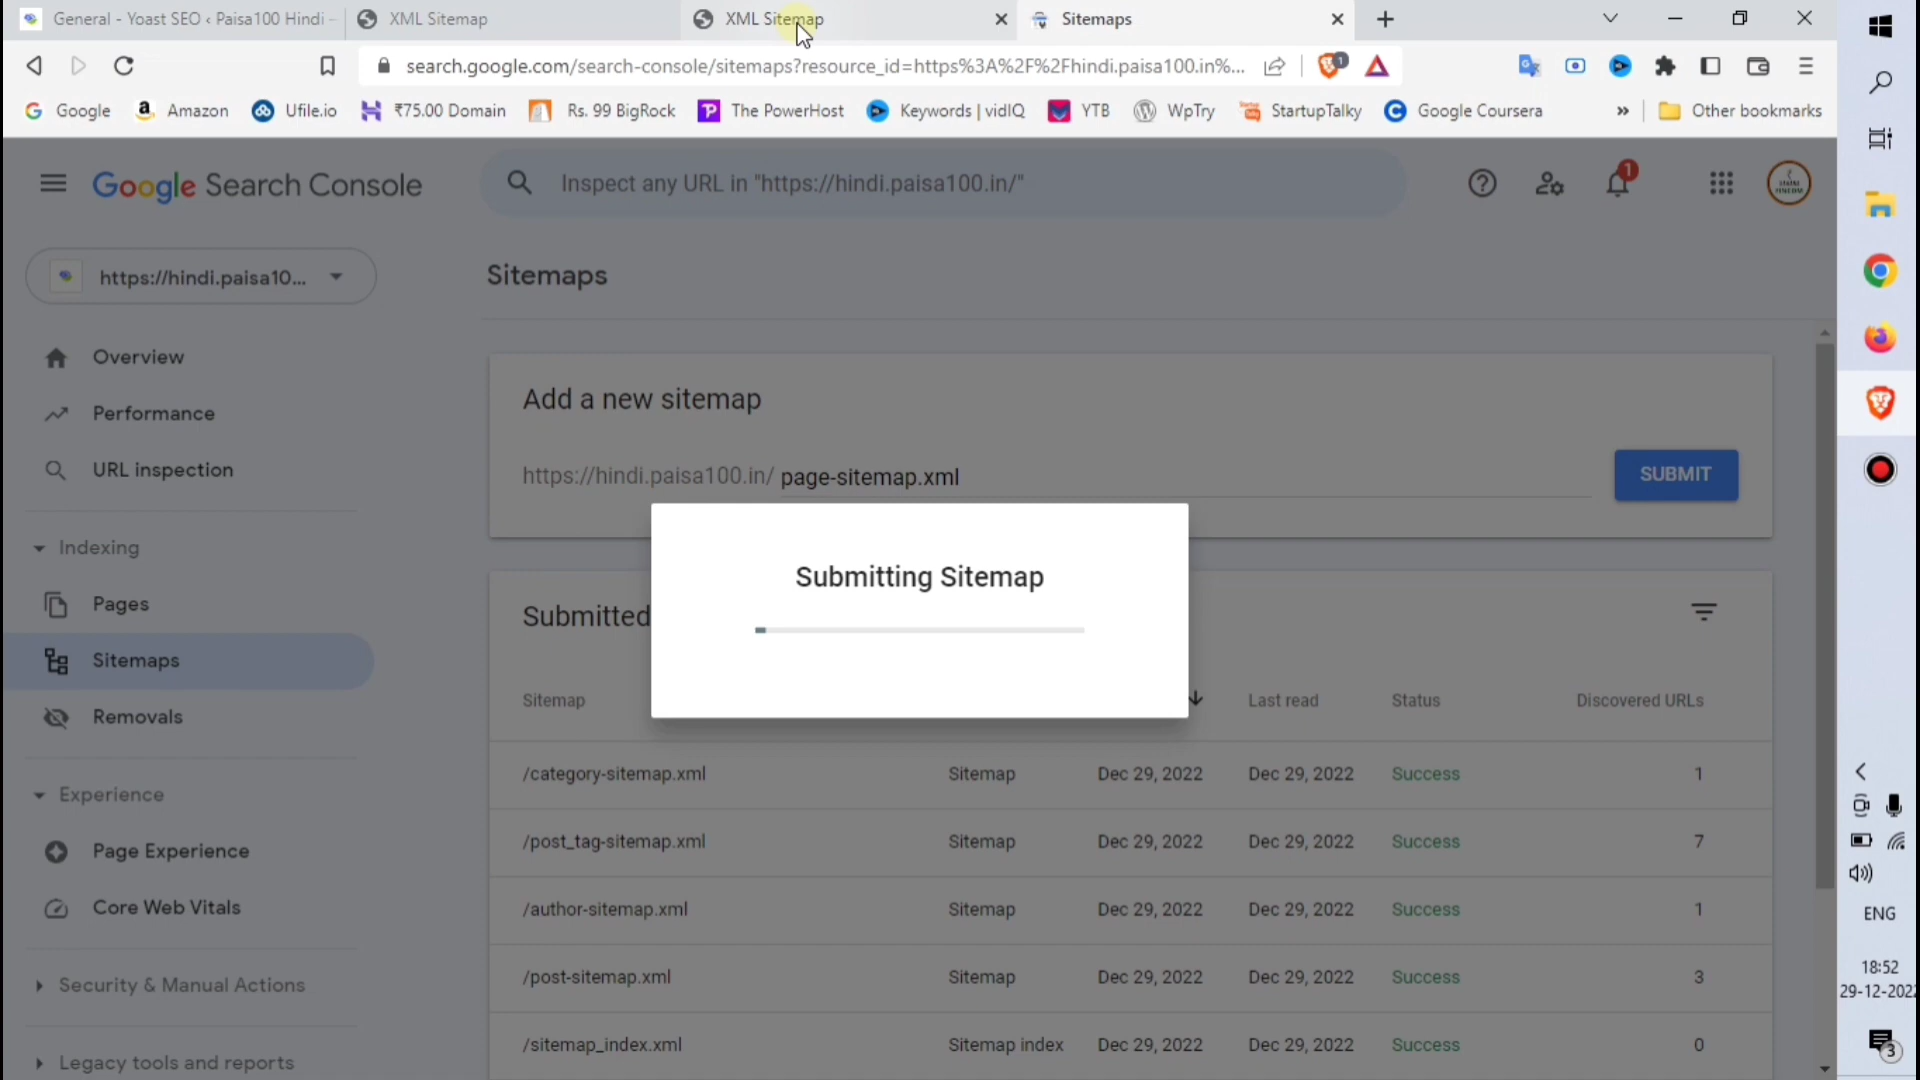 General - Yoast SEO ‹ Paisa100 Hindi -
XML Sitemap
XML Sitemap
Sitemaps
search.google.com/search-console/sitemaps?resource_id=https%3A%2F%2Fhindi.paisa100.in%...
1
Google
Amazon
Ufile.io
₹75.00 Domain
Rs. 99 BigRock
The PowerHost
Keywords | vidIQ
YTB
WpTry
StartupTalky
Google Coursera
»
Other bookmarks
Google Search Console
Inspect any URL in "https://hindi.paisa100.in/"
1
https://hindi.paisa10...
Sitemaps
Overview
Performance
URL inspection
Indexing
Pages
Sitemaps
Removals
Experience
Page Experience
Core Web Vitals
Security & Manual Actions
Legacy tools and reports
Add a new sitemap
https://hindi.paisa100.in/ page-sitemap.xml
SUBMIT
Submitting Sitemap
Submitted
Sitemap Last read Status Discovered URLs
/category-sitemap.xml Sitemap Dec 29, 2022 Dec 29, 2022 Success 1
/post_tag-sitemap.xml Sitemap Dec 29, 2022 Dec 29, 2022 Success 7
/author-sitemap.xml Sitemap Dec 29, 2022 Dec 29, 2022 Success 1
/post-sitemap.xml Sitemap Dec 29, 2022 Dec 29, 2022 Success 3
/sitemap_index.xml Sitemap index Dec 29, 2022 Dec 29, 2022 Success 0
ENG
18:52
29-12-2022
3